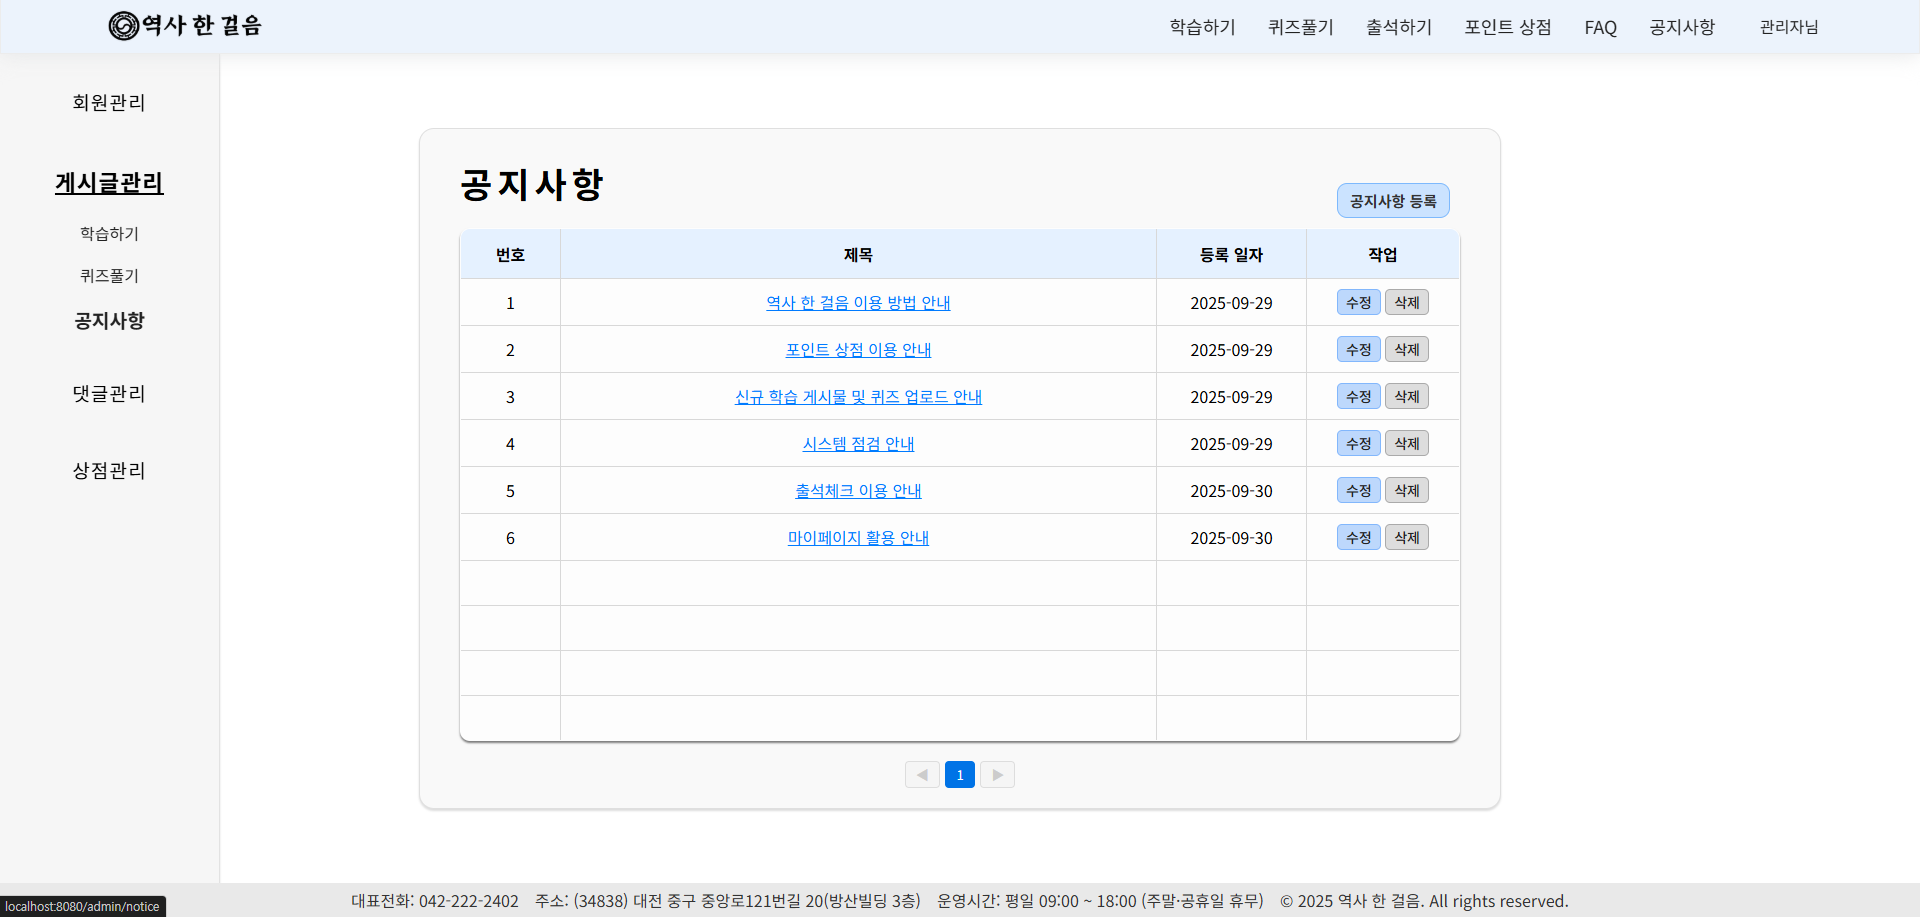 역사 한 걸음 학습하기 퀴즈풀기 출석하기 포인트 상점 FAQ 공지사항 관리자님
회원관리
게시글관리
학습하기
퀴즈풀기
공지사항
댓글관리
상점관리
공지사항
공지사항 등록
번호 제목 등록 일자 작업
1 역사 한 걸음 이용 방법 안내 2025-09-29 수정 삭제
2 포인트 상점 이용 안내 2025-09-29 수정 삭제
3 신규 학습 게시물 및 퀴즈 업로드 안내 2025-09-29 수정 삭제
4 시스템 점검 안내 2025-09-29 수정 삭제
5 출석체크 이용 안내 2025-09-30 수정 삭제
6 마이페이지 활용 안내 2025-09-30 수정 삭제
◀ 1 ▶
대표전화: 042-222-2402 주소: (34838) 대전 중구 중앙로121번길 20(방산빌딩 3층) 운영시간: 평일 09:00 ~ 18:00 (주말·공휴일 휴무) © 2025 역사 한 걸음. All rights reserved.
localhost:8080/admin/notice